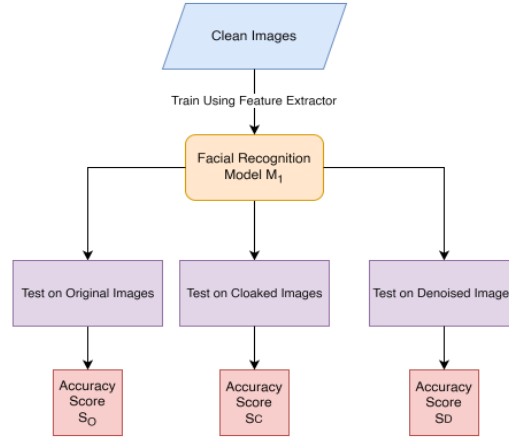 Clean Images
Train Using Feature Extractor
Facial Recognition
Model M₁
Test on Original Images
Test on Cloaked Images
Test on Denoised Image
Accuracy
Score
S_O
Accuracy
Score
SC
Accuracy
Score
SD